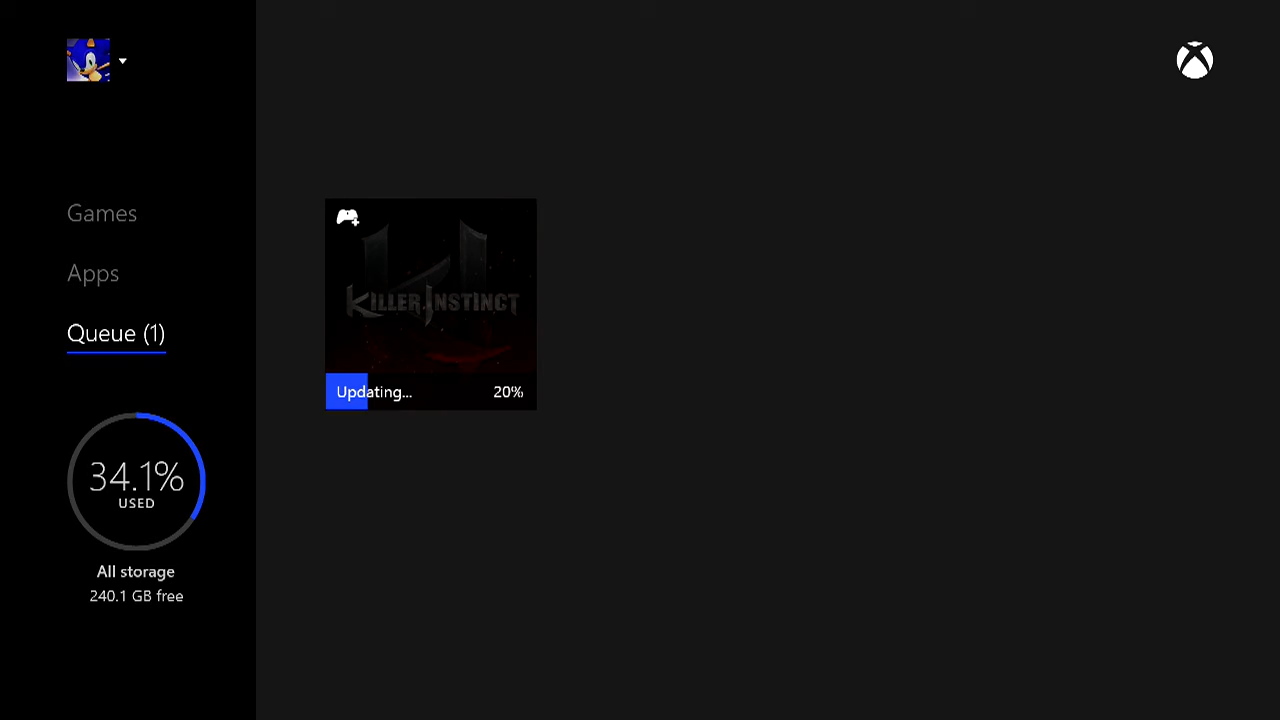 Games
Apps
Queue (1)
34.1%
USED
All storage
240.1 GB free
KILLER INSTINCT
Updating... 20%